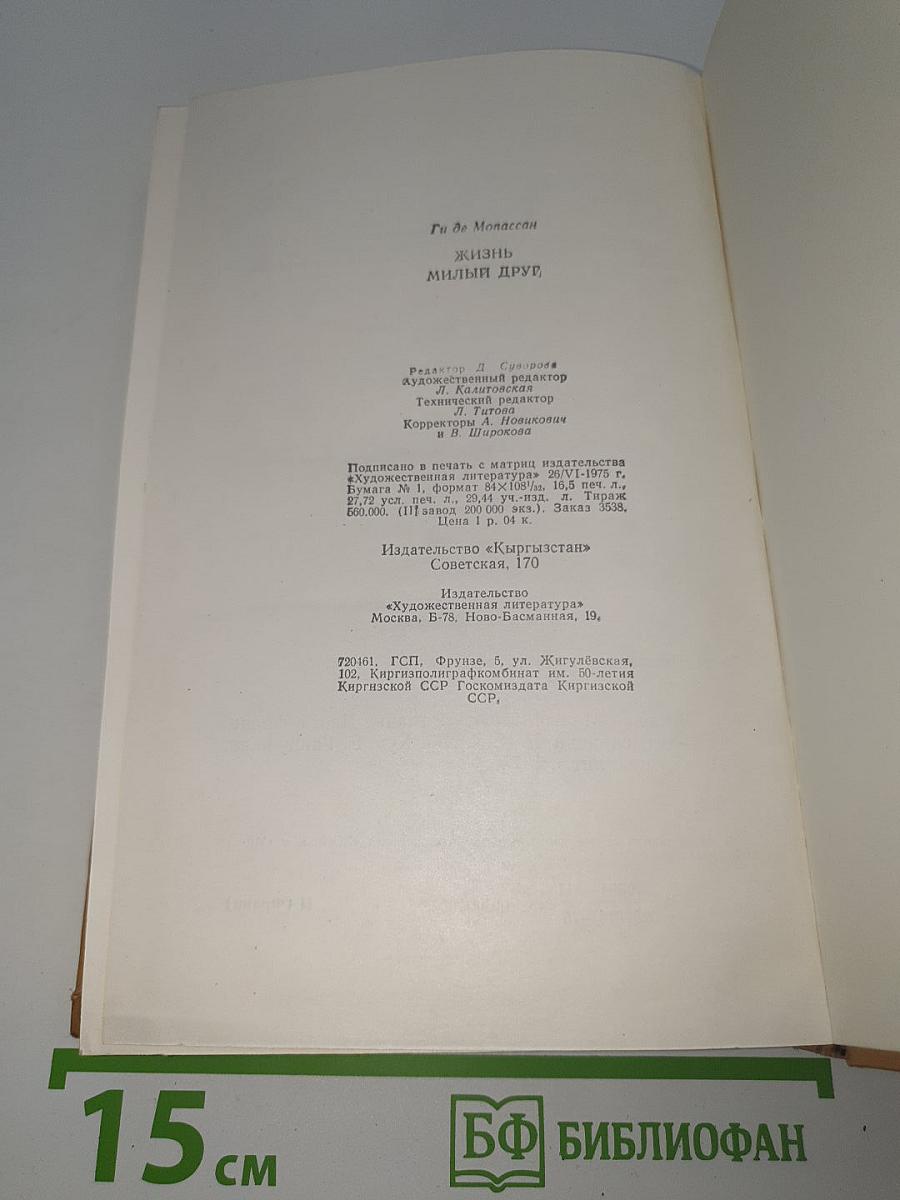 Ги де Мопассан
ЖИЗНЬ
МИЛЫЙ ДРУГ,
Редактор Д Суворова
Художественный редактор
Л. Калитовская
Технический редактор
Л. Титова
Корректоры А. Новикович
и В. Широкова
Подписано в печать с матриц издательства
«Художественная литература» 26/VI-1975 г.
Бумага № 1, формат 84×108¹/₃₂, 16,5 печ. л.,
27,72 усл. печ. л., 29,44 уч.-изд. л. Тираж
560.000. (III завод 200 000 экз.). Заказ 3538.
Цена 1 р. 04 к.
Издательство «Кыргызстан»
Советская, 170
Издательство
«Художественная литература»
Москва, Б-78, Ново-Басманная, 19.
720461, ГСП, Фрунзе, 5, ул. Жигулёвская,
102, Киргизполиграфкомбинат им. 50-летия
Киргизской ССР Госкомиздата Киргизской
ССР,
15 см
БФ БИБЛИОФАН